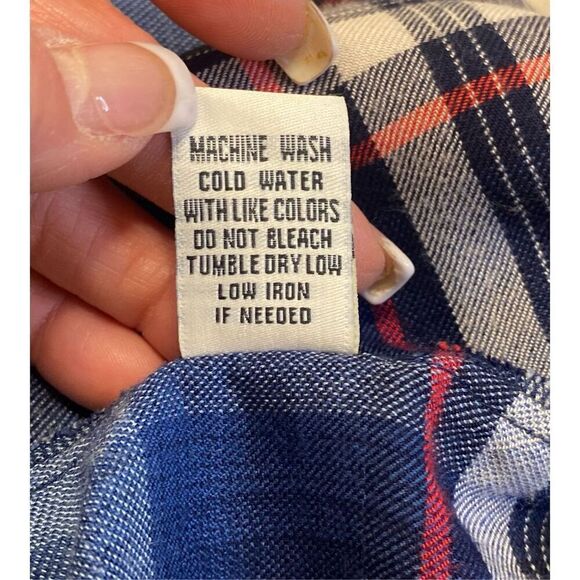 MACHINE WASH
COLD WATER
WITH LIKE COLORS
DO NOT BLEACH
TUMBLE DRY LOW
LOW IRON
IF NEEDED